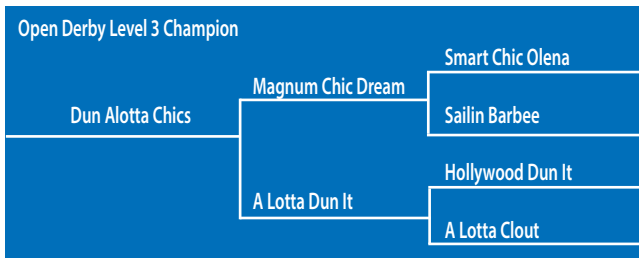 Open Derby Level 3 Champion
Smart Chic Olena
Magnum Chic Dream
Dun Alotta Chics
Sailin Barbee
Hollywood Dun It
A Lotta Dun It
A Lotta Clout